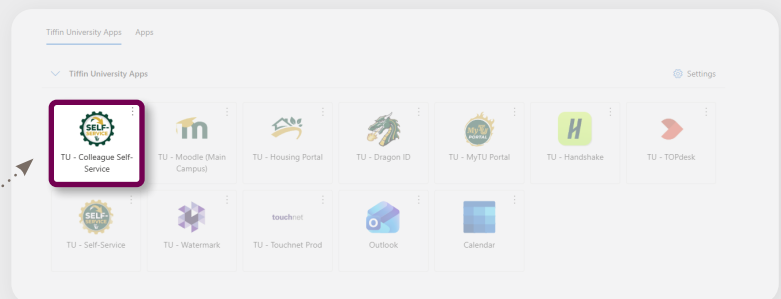 Tiffin University Apps Apps
Tiffin University Apps
Settings
SELF-
SERVICE
TU - Colleague Self-
Service
m
TU - Moodle (Main
Campus)
TU - Housing Portal
TU - Dragon ID
MyTU
PORTAL
TU - MyTU Portal
H
TU - Handshake
TU - TOPdesk
SELF-
SERVICE
TU - Self-Service
TU - Watermark
touchnet
TU - Touchnet Prod
Outlook
Calendar